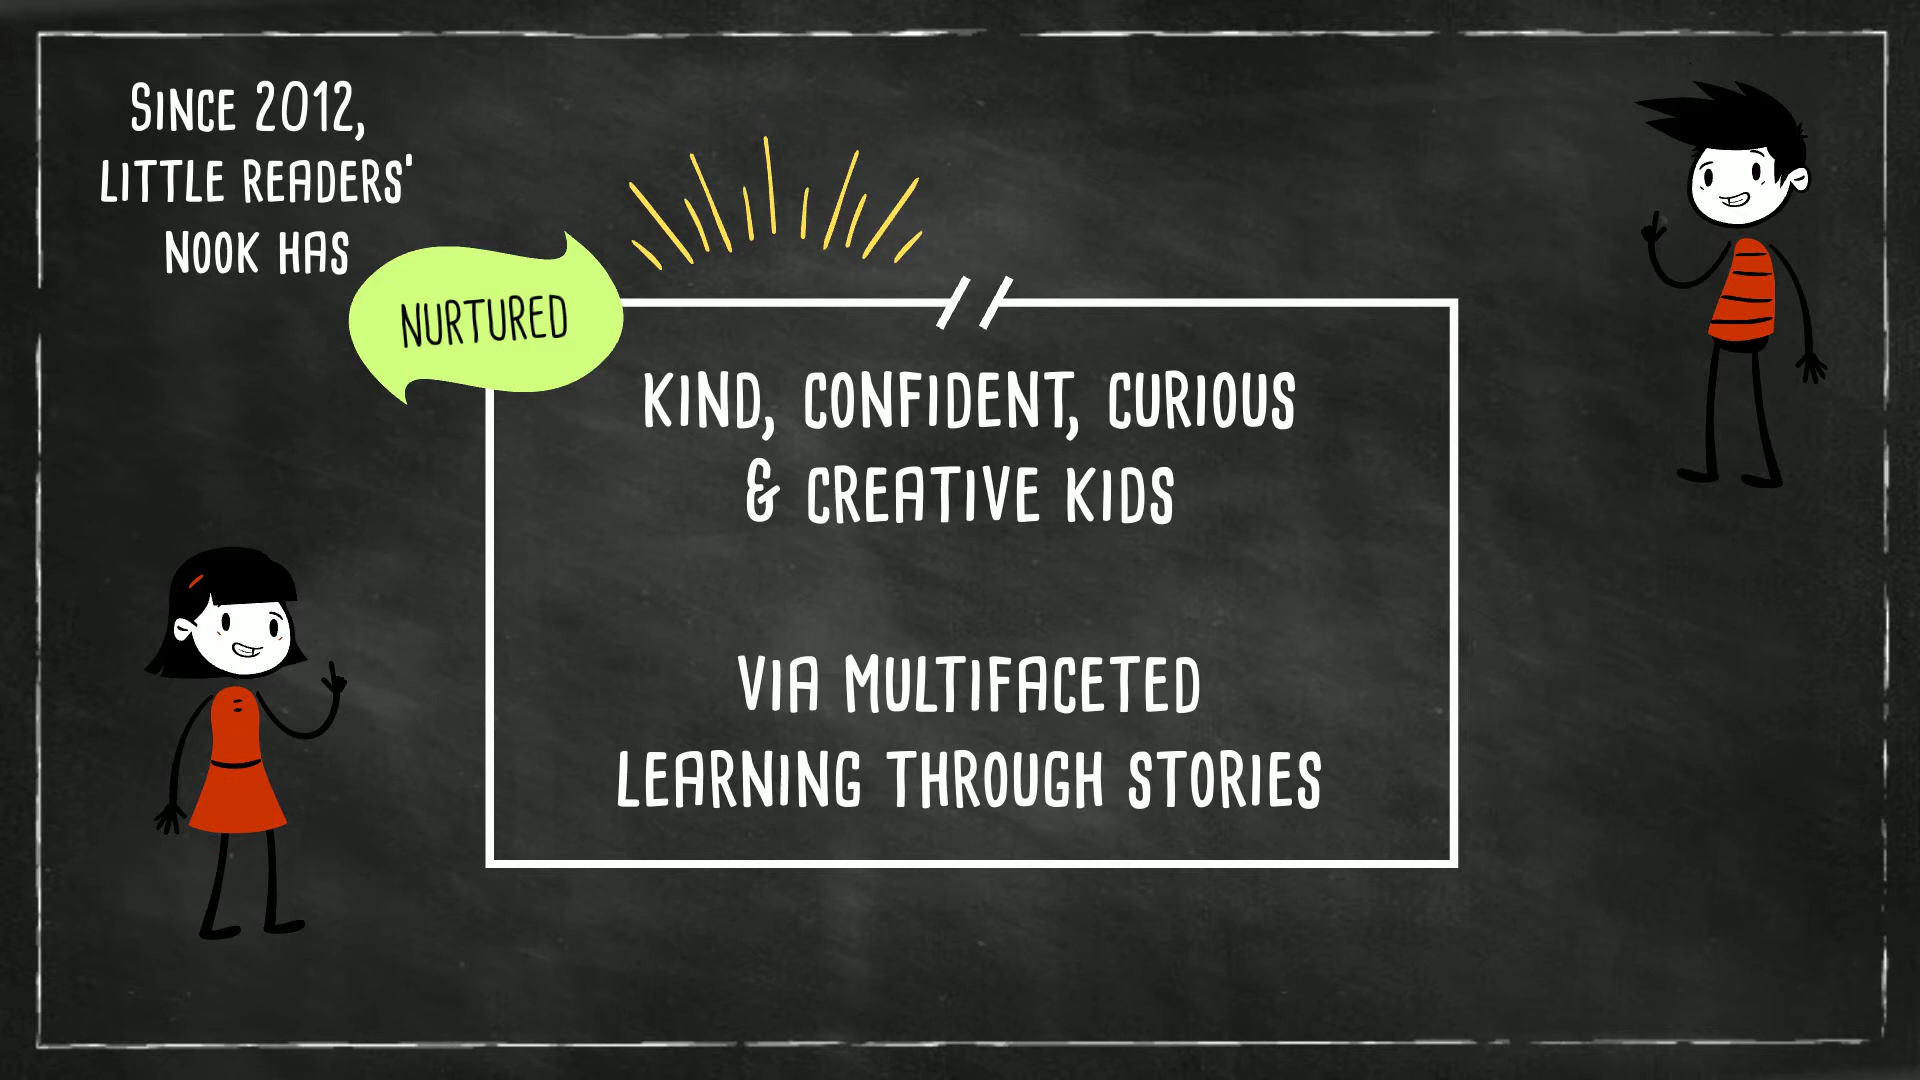 Since 2012,
little readers'
nook has
nurtured
kind, confident, curious
& creative kids
via multifaceted
learning through stories